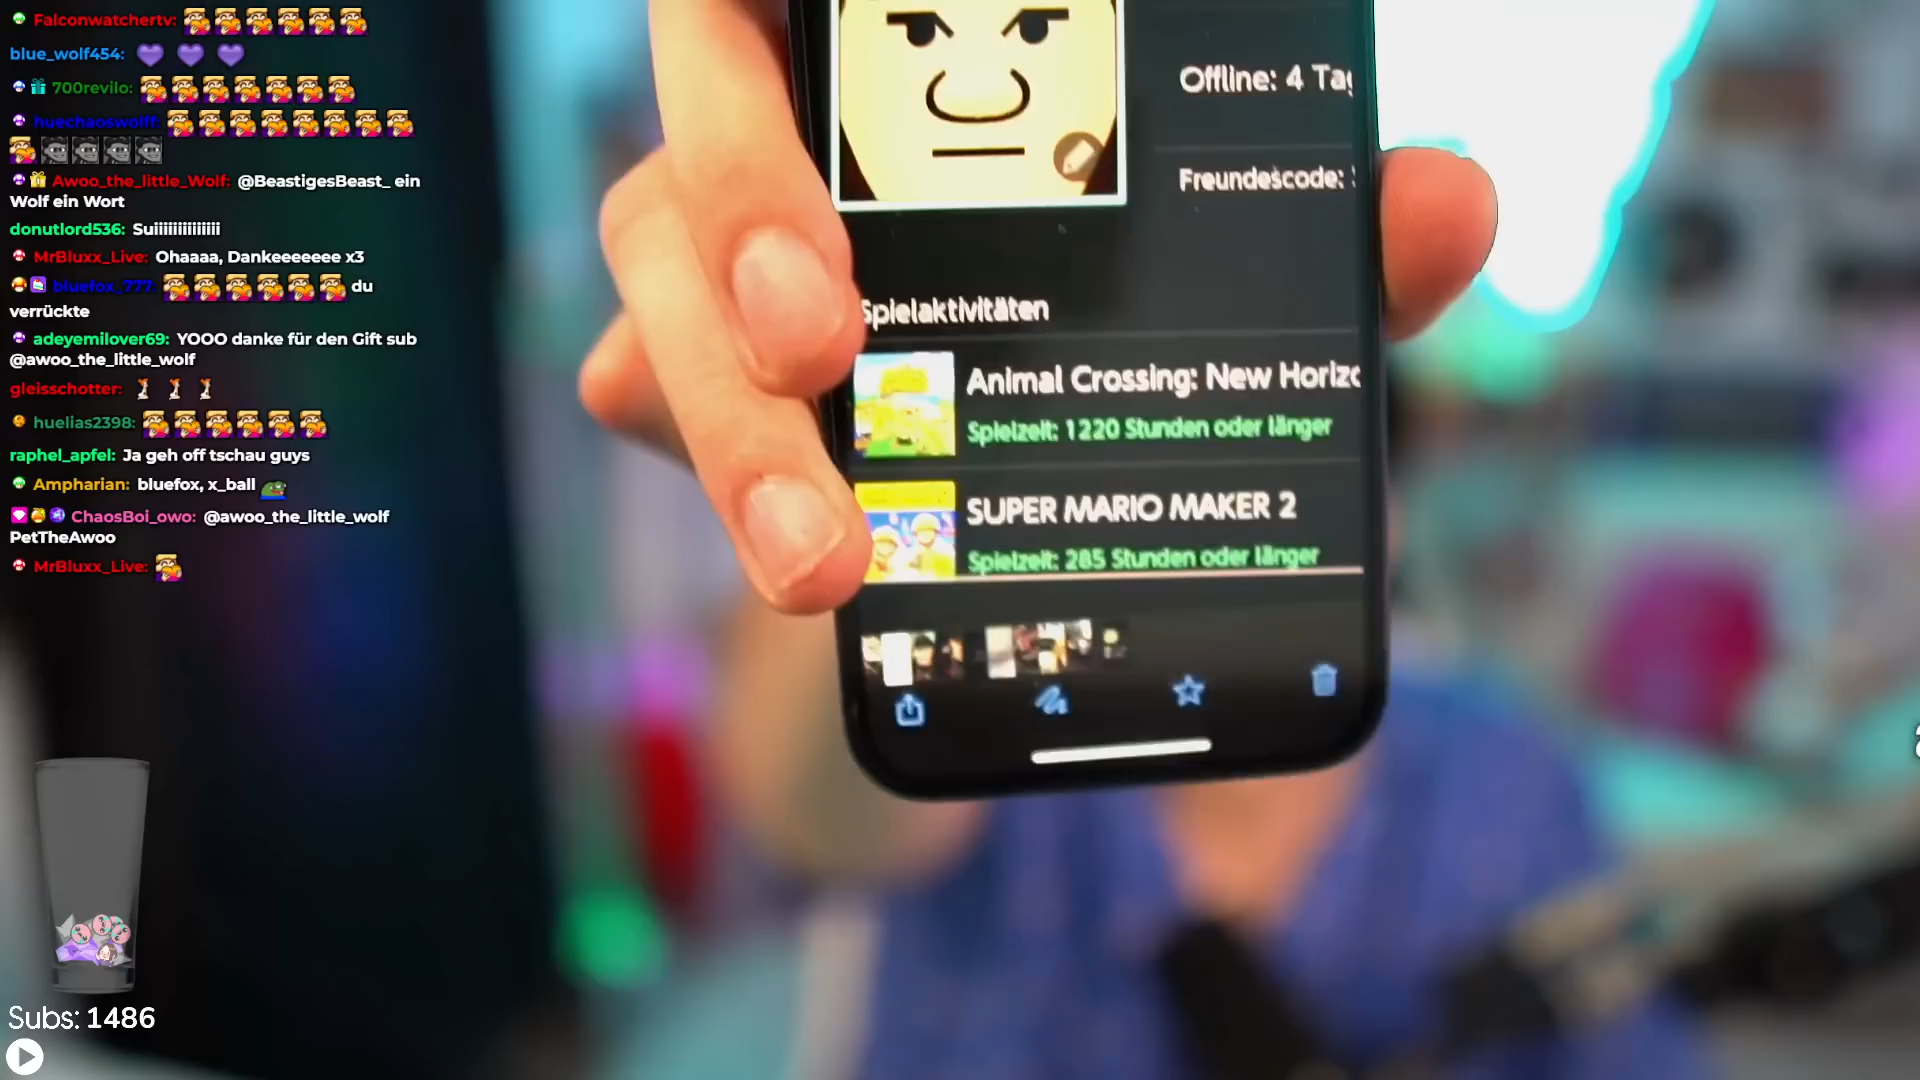 Falconwatchertv:
blue_wolf454:
700revilo:
huechaoswolff:
Awoo_the_little_Wolf: @BeastigesBeast_ ein
Wolf ein Wort
donutlord536: Suiiiiiiiiiiiiii
MrBluxx_Live: Ohaaaa, Dankeeeeeee x3
bluefox_777: du
verrückte
adeyemilover69: YOOO danke für den Gift sub
@awoo_the_little_wolf
gleisschotter:
huelias2398:
raphel_apfel: Ja geh off tschau guys
Ampharian: bluefox, x_ball
ChaosBoi_owo: @awoo_the_little_wolf
PetTheAwoo
MrBluxx_Live:
Subs: 1486
Offline: 4 Tag
Freundescode:
Spielaktivitäten
Animal Crossing: New Horizo
Spielzeit: 1220 Stunden oder länger
SUPER MARIO MAKER 2
Spielzeit: 285 Stunden oder länger